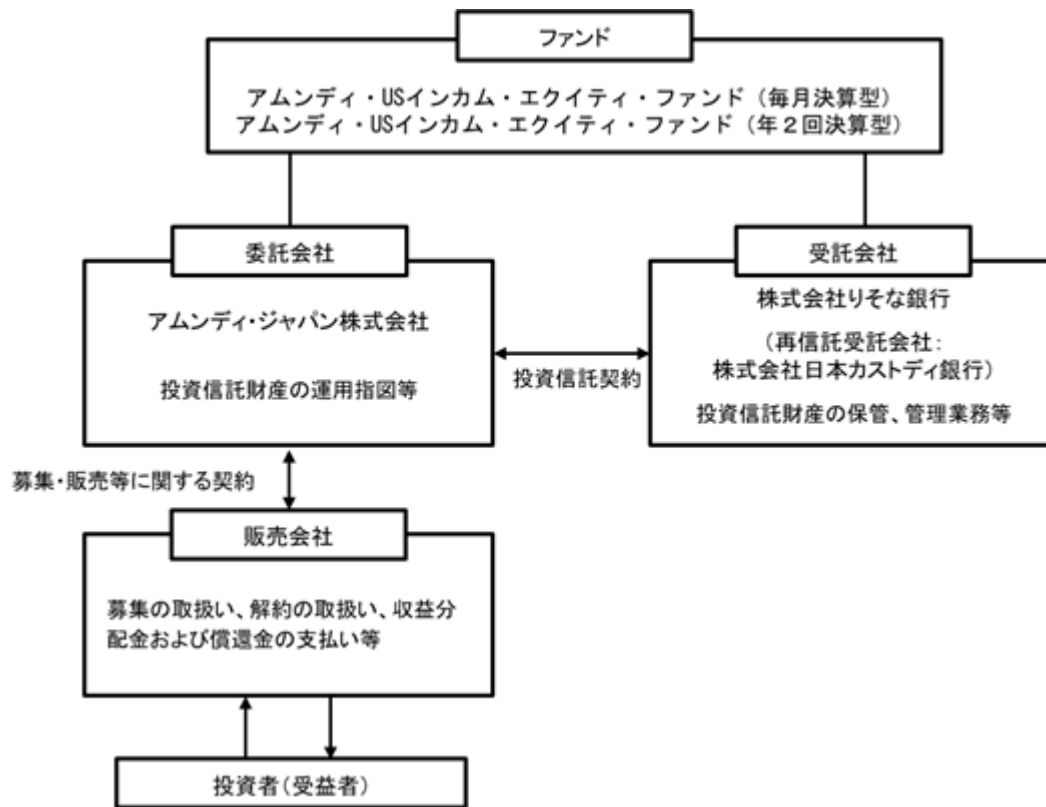 ファンド
アムンディ・USインカム・エクイティ・ファンド（毎月決算型）
アムンディ・USインカム・エクイティ・ファンド（年２回決算型）
委託会社
アムンディ・ジャパン株式会社
投資信託財産の運用指図等
投資信託契約
受託会社
株式会社りそな銀行
（再信託受託会社：
株式会社日本カストディ銀行）
投資信託財産の保管、管理業務等
募集・販売等に関する契約
販売会社
募集の取扱い、解約の取扱い、収益分
配金および償還金の支払い等
投資者（受益者）